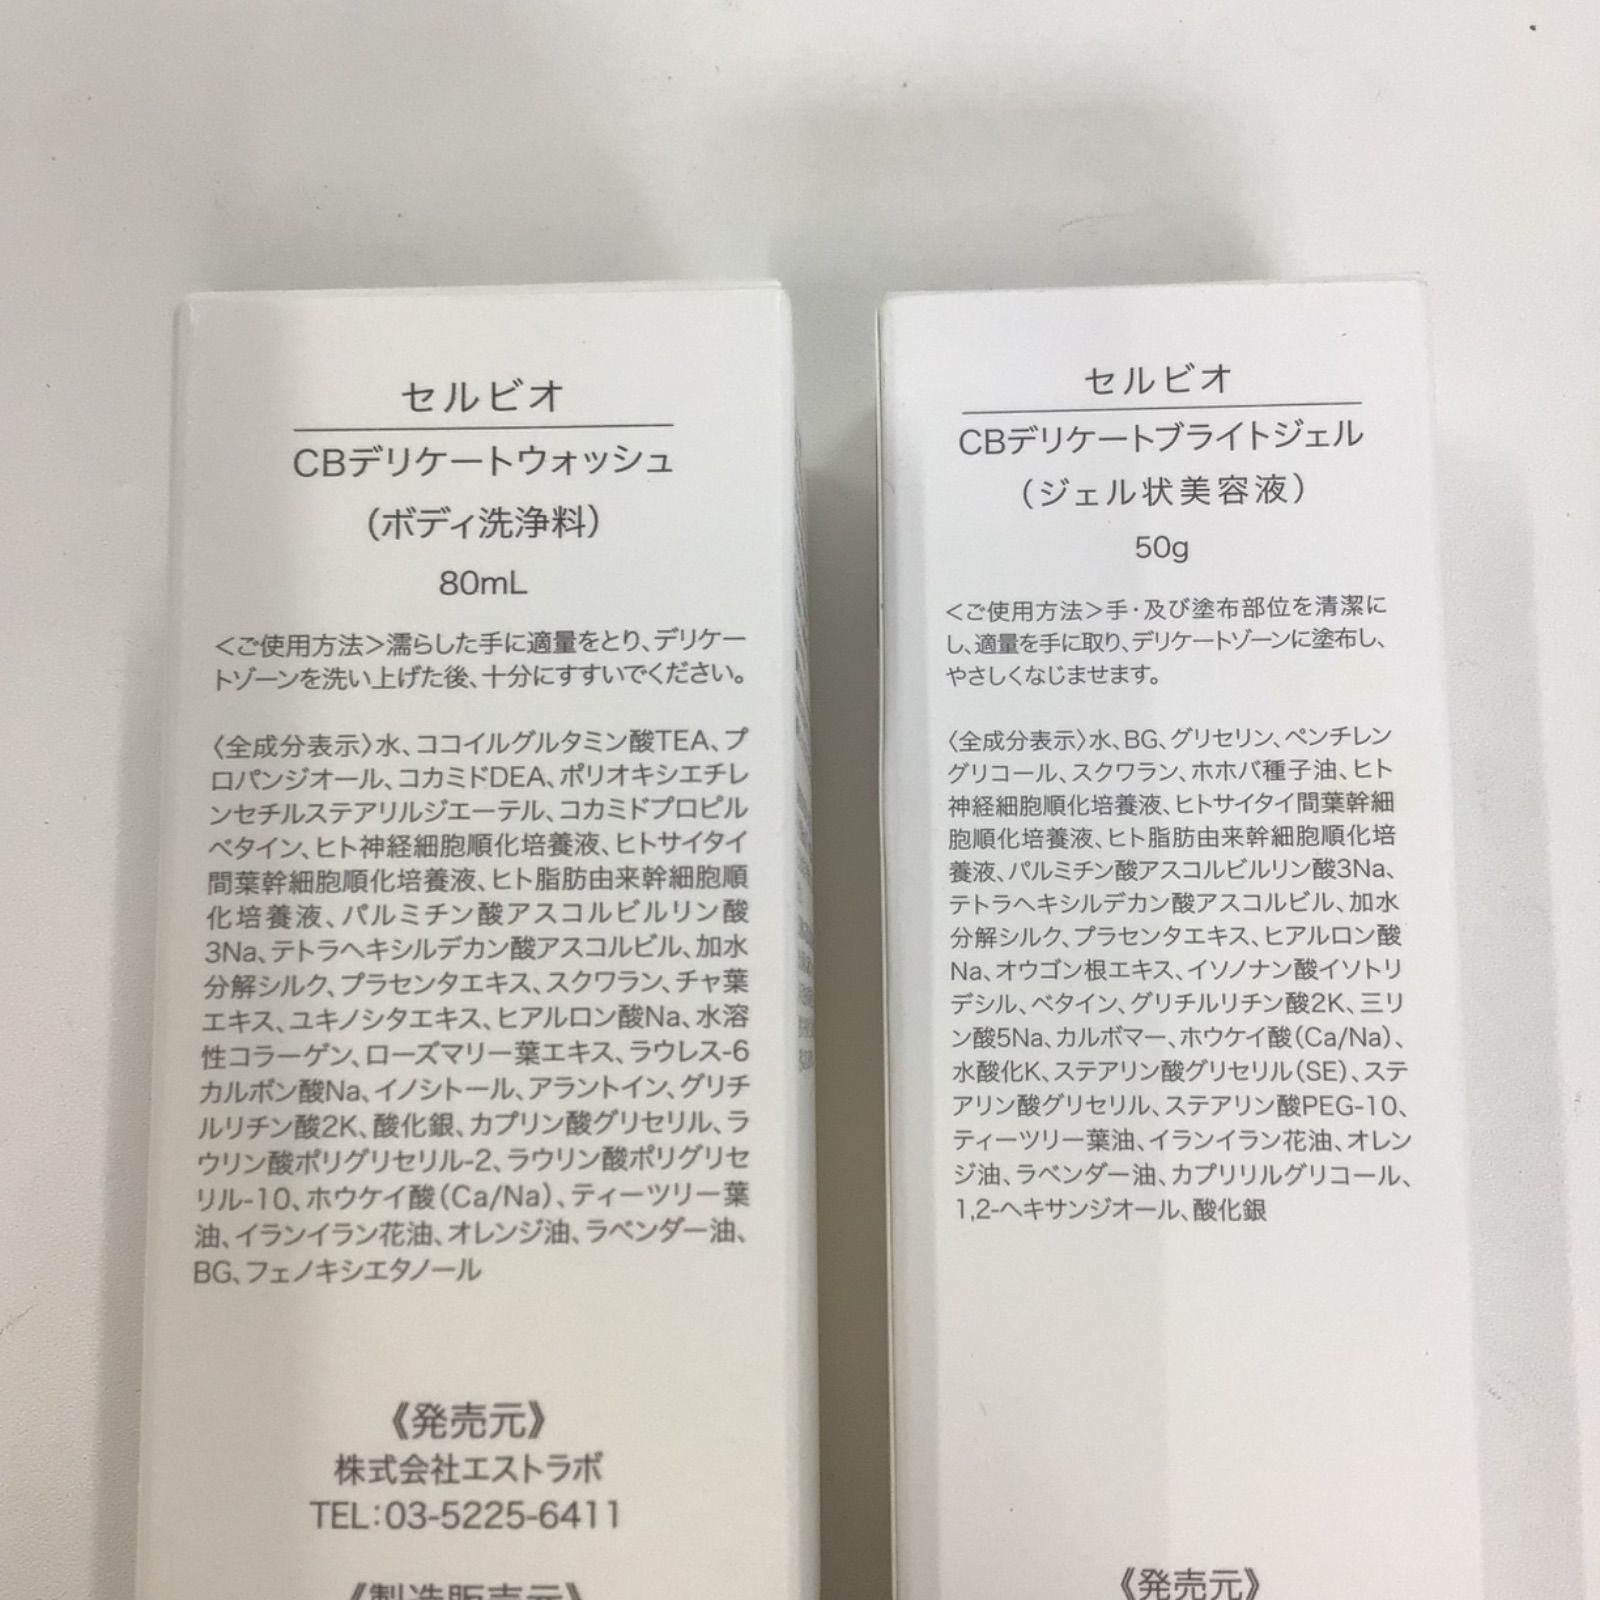 セルビオ
CBデリケートウォッシュ
(ボディ洗浄料)
80mL
<ご使用方法>濡らした手に適量をとり、デリケー
トゾーンを洗い上げた後、十分にすすいでください。
〈全成分表示〉水、ココイルグルタミン酸TEA、プ
ロパンジオール、コカミドDEA、ポリオキシエチレ
ンセチルステアリルジエーテル、コカミドプロピル
ベタイン、ヒト神経細胞順化培養液、ヒトサイタイ
間葉幹細胞順化培養液、ヒト脂肪由来幹細胞順
化培養液、パルミチン酸アスコルビルリン酸
3Na、テトラヘキシルデカン酸アスコルビル、加水
分解シルク、プラセンタエキス、スクワラン、チャ葉
エキス、ユキノシタエキス、ヒアルロン酸Na、水溶
性コラーゲン、ローズマリー葉エキス、ラウレス-6
カルボン酸Na、イノシトール、アラントイン、グリチ
ルリチン酸2K、酸化銀、カプリン酸グリセリル、ラ
ウリン酸ポリグリセリル-2、ラウリン酸ポリグリセ
リル-10、ホウケイ酸(Ca/Na)、ティーツリー葉
油、イランイラン花油、オレンジ油、ラベンダー油、
BG、フェノキシエタノール
《発売元》
株式会社エストラボ
TEL:03-5225-6411
《製造販売元》
セルビオ
CBデリケートブライトジェル
(ジェル状美容液)
50g
<ご使用方法>手・及び塗布部位を清潔に
し、適量を手に取り、デリケートゾーンに塗布し、
やさしくなじませます。
〈全成分表示〉水、BG、グリセリン、ペンチレン
グリコール、スクワラン、ホホバ種子油、ヒト
神経細胞順化培養液、ヒトサイタイ間葉幹細
胞順化培養液、ヒト脂肪由来幹細胞順化培
養液、パルミチン酸アスコルビルリン酸3Na、
テトラヘキシルデカン酸アスコルビル、加水
分解シルク、プラセンタエキス、ヒアルロン酸
Na、オウゴン根エキス、イソノナン酸イソトリ
デシル、ベタイン、グリチルリチン酸2K、三リ
ン酸5Na、カルボマー、ホウケイ酸(Ca/Na)、
水酸化K、ステアリン酸グリセリル(SE)、ステ
アリン酸グリセリル、ステアリン酸PEG-10、
ティーツリー葉油、イランイラン花油、オレン
ジ油、ラベンダー油、カプリリルグリコール、
1,2-ヘキサンジオール、酸化銀
《発売元》